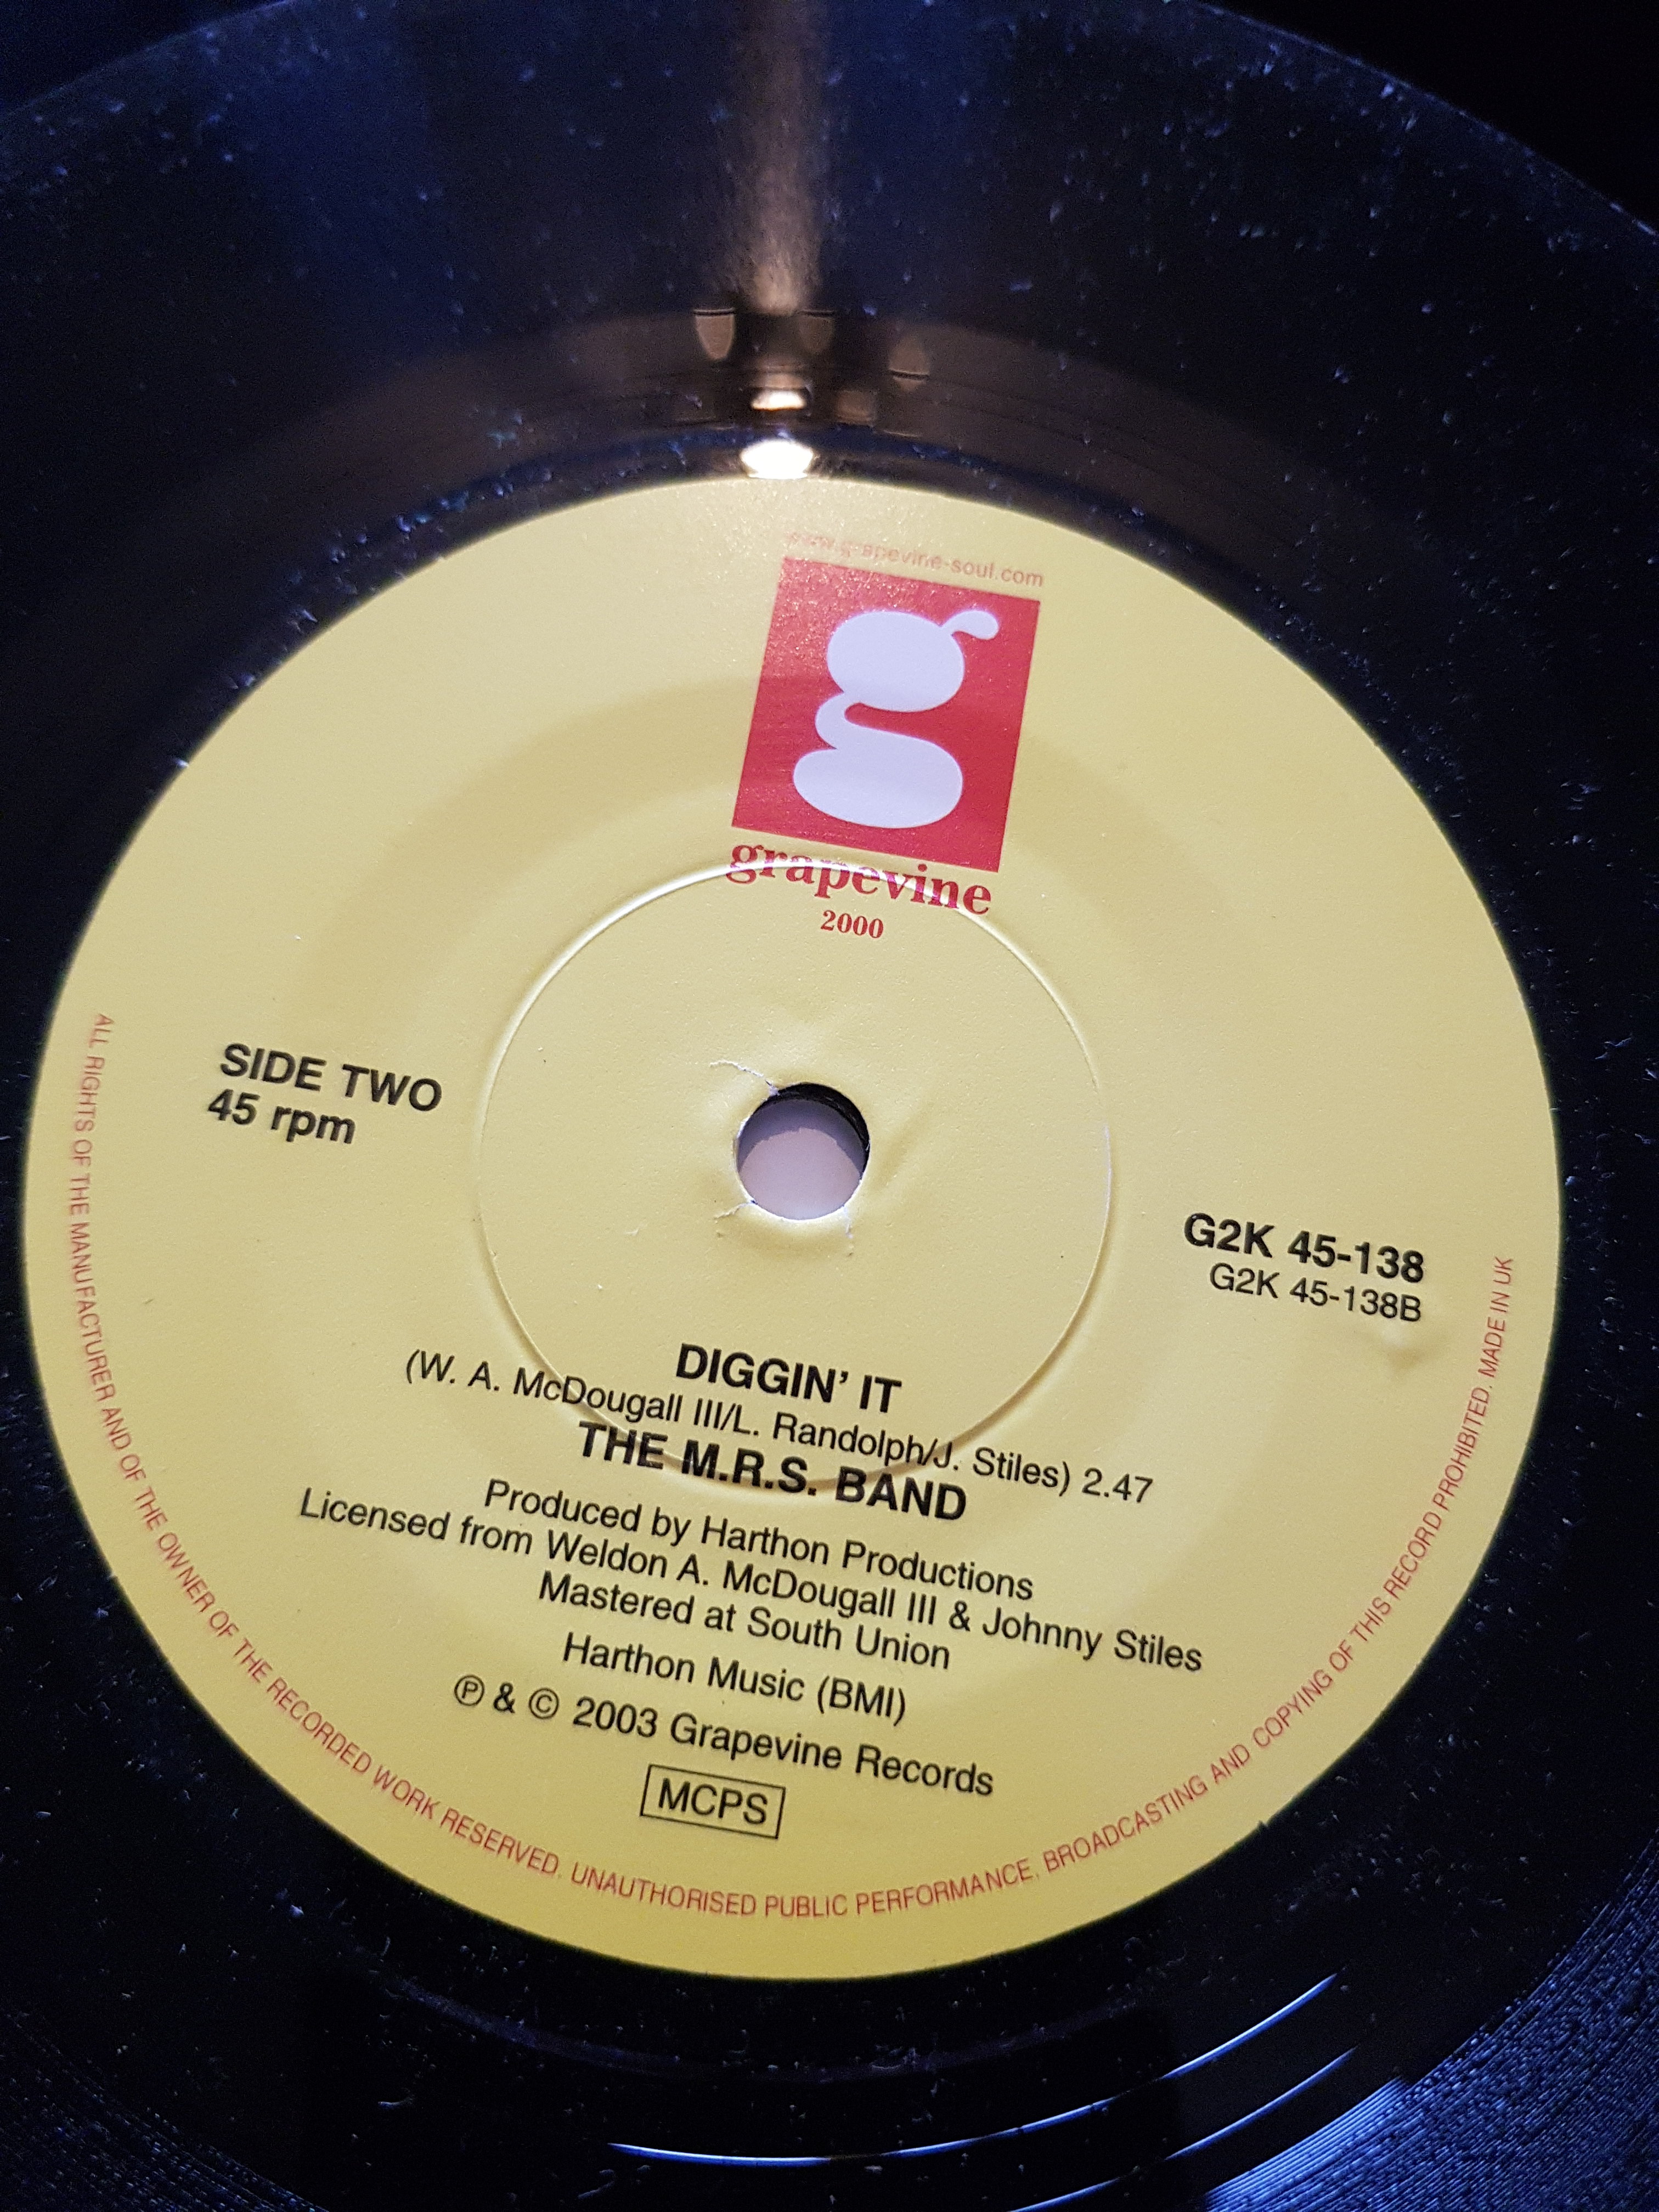 www.grapevine-soul.com
g
grapevine
2000
SIDE TWO
45 rpm
G2K 45-138
G2K 45-138B
DIGGIN' IT
(W. A. McDougall III/L. Randolph/J. Stiles) 2.47
THE M.R.S. BAND
Produced by Harthon Productions
Licensed from Weldon A. McDougall III & Johnny Stiles
Mastered at South Union
Harthon Music (BMI)
℗ & © 2003 Grapevine Records
MCPS
ALL RIGHTS OF THE MANUFACTURER AND OF THE OWNER OF THE RECORDED WORK RESERVED. UNAUTHORISED PUBLIC PERFORMANCE, BROADCASTING AND COPYING OF THIS RECORD PROHIBITED. MADE IN UK